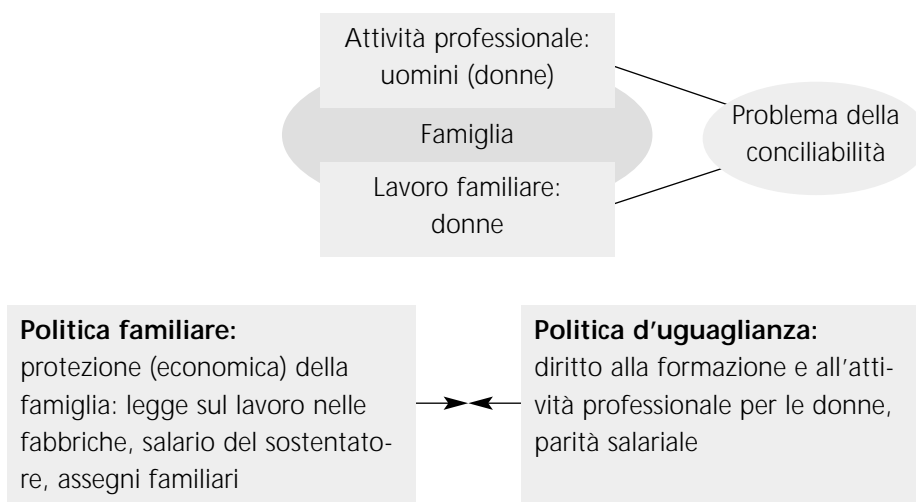 Attività professionale:
uomini (donne)
Famiglia
Lavoro familiare:
donne
Problema della
conciliabilità
Politica familiare:
protezione (economica) della
famiglia: legge sul lavoro nelle
fabbriche, salario del sostentato-
re, assegni familiari
Politica d'uguaglianza:
diritto alla formazione e all'atti-
vità professionale per le donne,
parità salariale